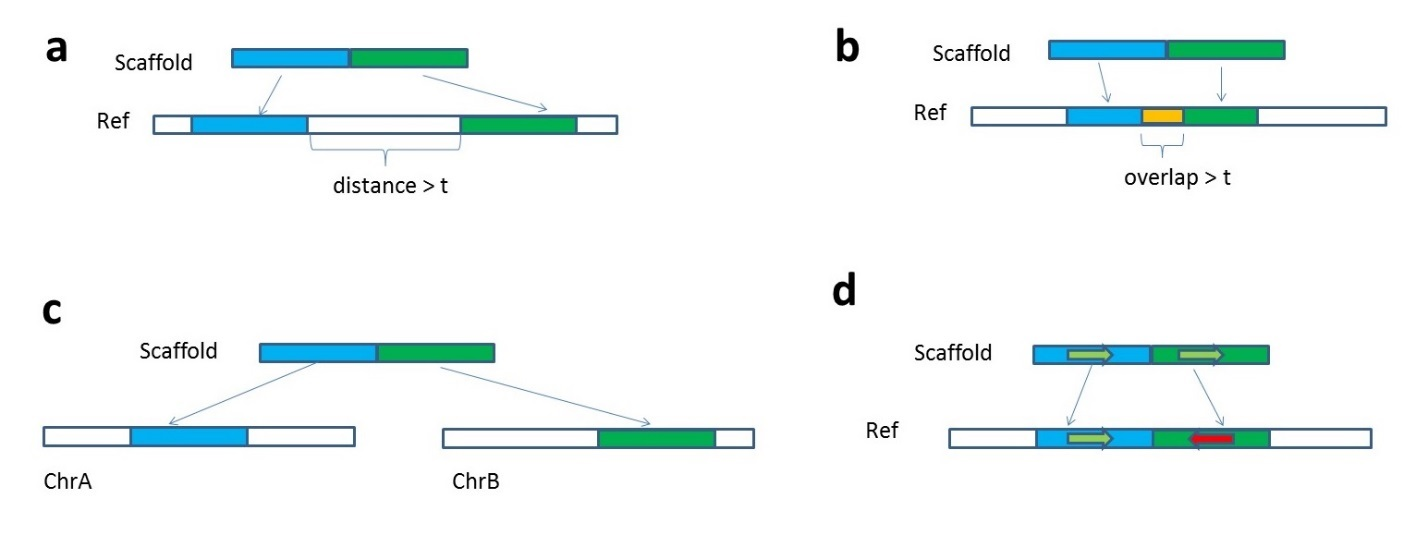 a
Scaffold
Ref
distance > t
b
Scaffold
Ref
overlap > t
c
Scaffold
ChrA
ChrB
d
Scaffold
Ref